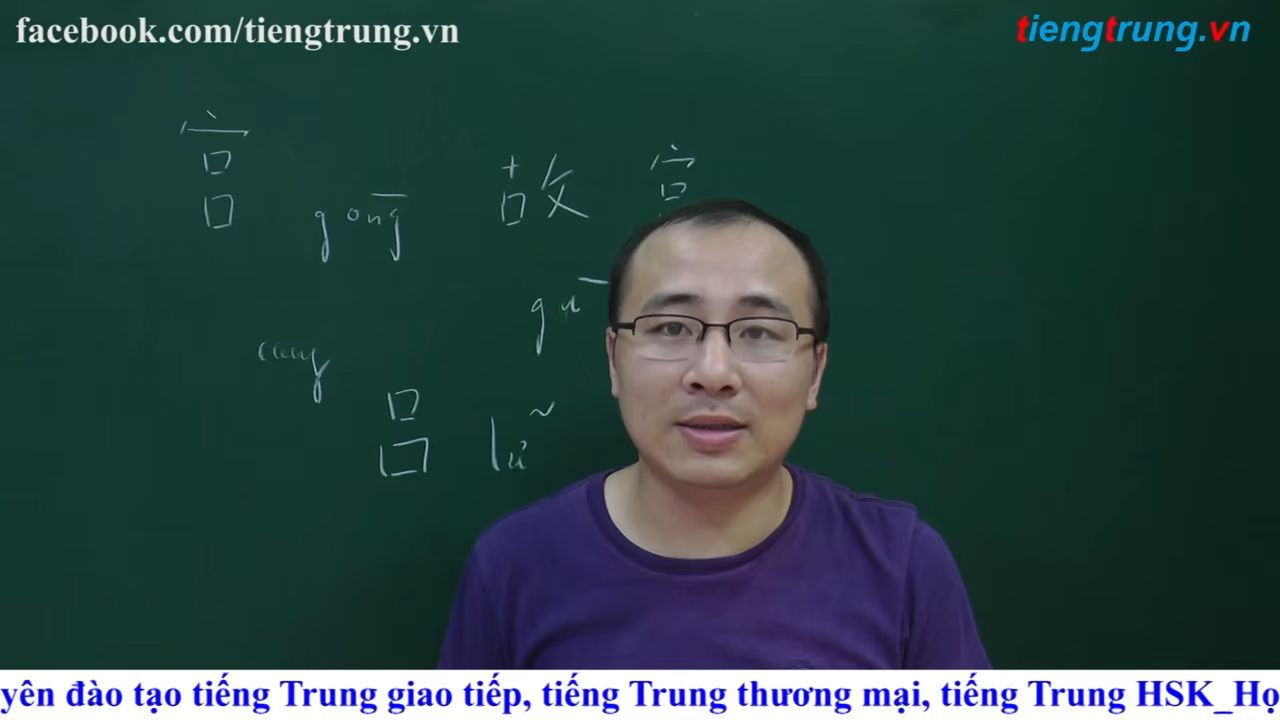 facebook.com/tiengtrung.vn
tiengtrung.vn
宫
gong
故宫
gu
cung
吕 lữ
yên đào tạo tiếng Trung giao tiếp, tiếng Trung thương mại, tiếng Trung HSK_Họ